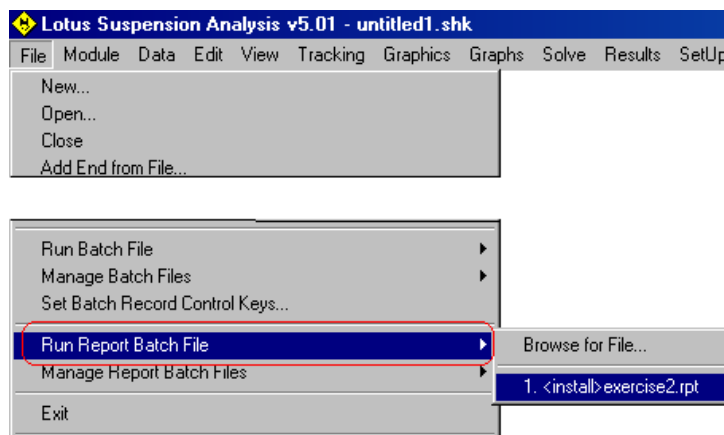 Lotus Suspension Analysis v5.01 - untitled1.shk
File Module Data Edit View Tracking Graphics Graphs Solve Results SetUp
New...
Open...
Close
Add End from File...
Run Batch File
Manage Batch Files
Set Batch Record Control Keys...
Run Report Batch File
Browse for File...
Manage Report Batch Files
1. <install>exercise2.rpt
Exit